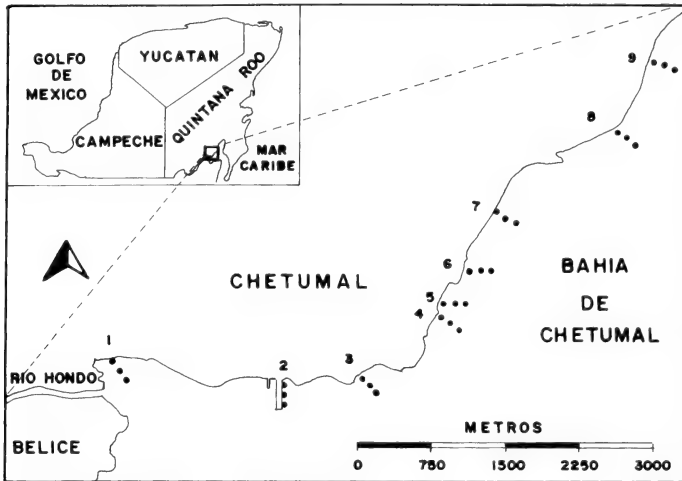 GOLFO
DE
MEXICO
YUCATAN
QUINTANA ROO
CAMPECHE
MAR
CARIBE
9
8
7
6
5
4
CHETUMAL
BAHIA
DE
CHETUMAL
1
2
3
RIO HONDO
BELICE
METROS
0 750 1500 2250 3000